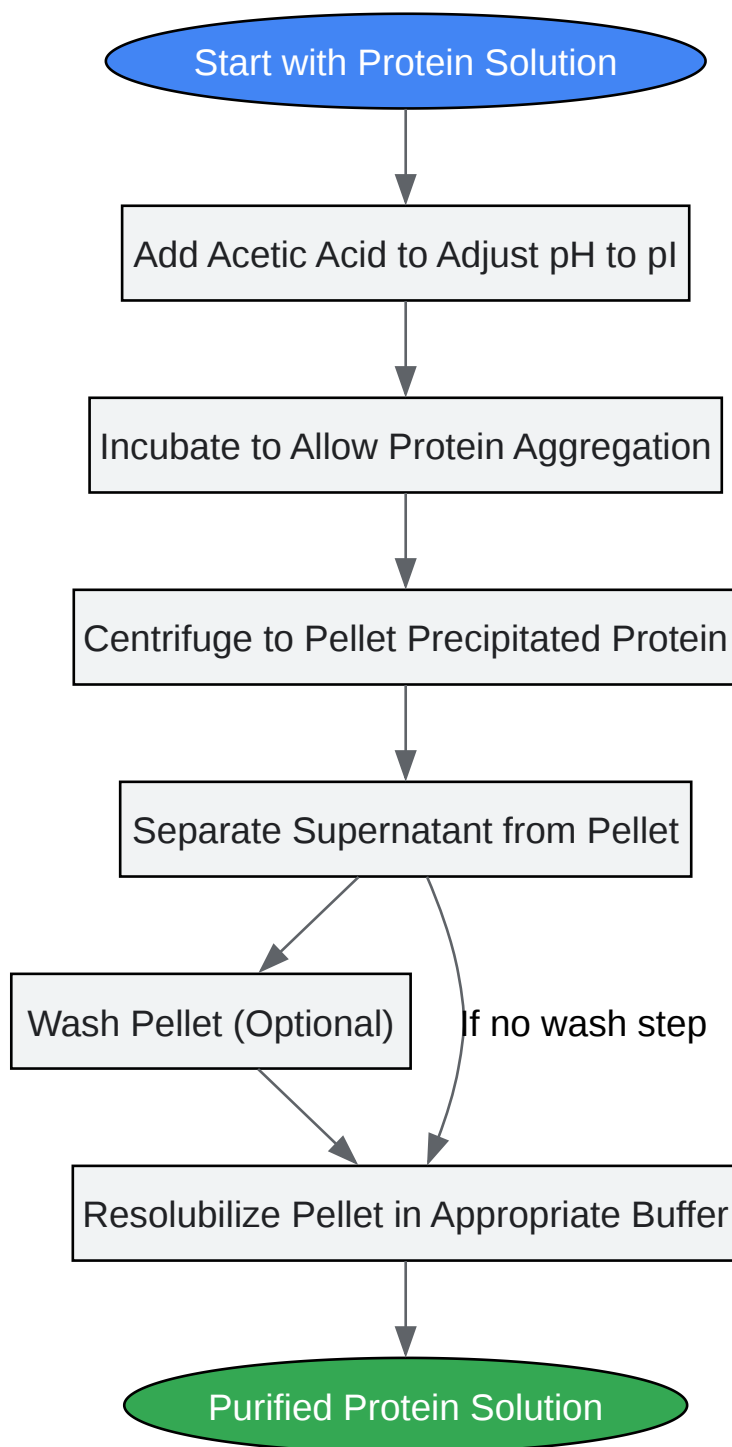 Start with Protein Solution
Add Acetic Acid to Adjust pH to pI
Incubate to Allow Protein Aggregation
Centrifuge to Pellet Precipitated Protein
Separate Supernatant from Pellet
Wash Pellet (Optional)
If no wash step
Resolubilize Pellet in Appropriate Buffer
Purified Protein Solution